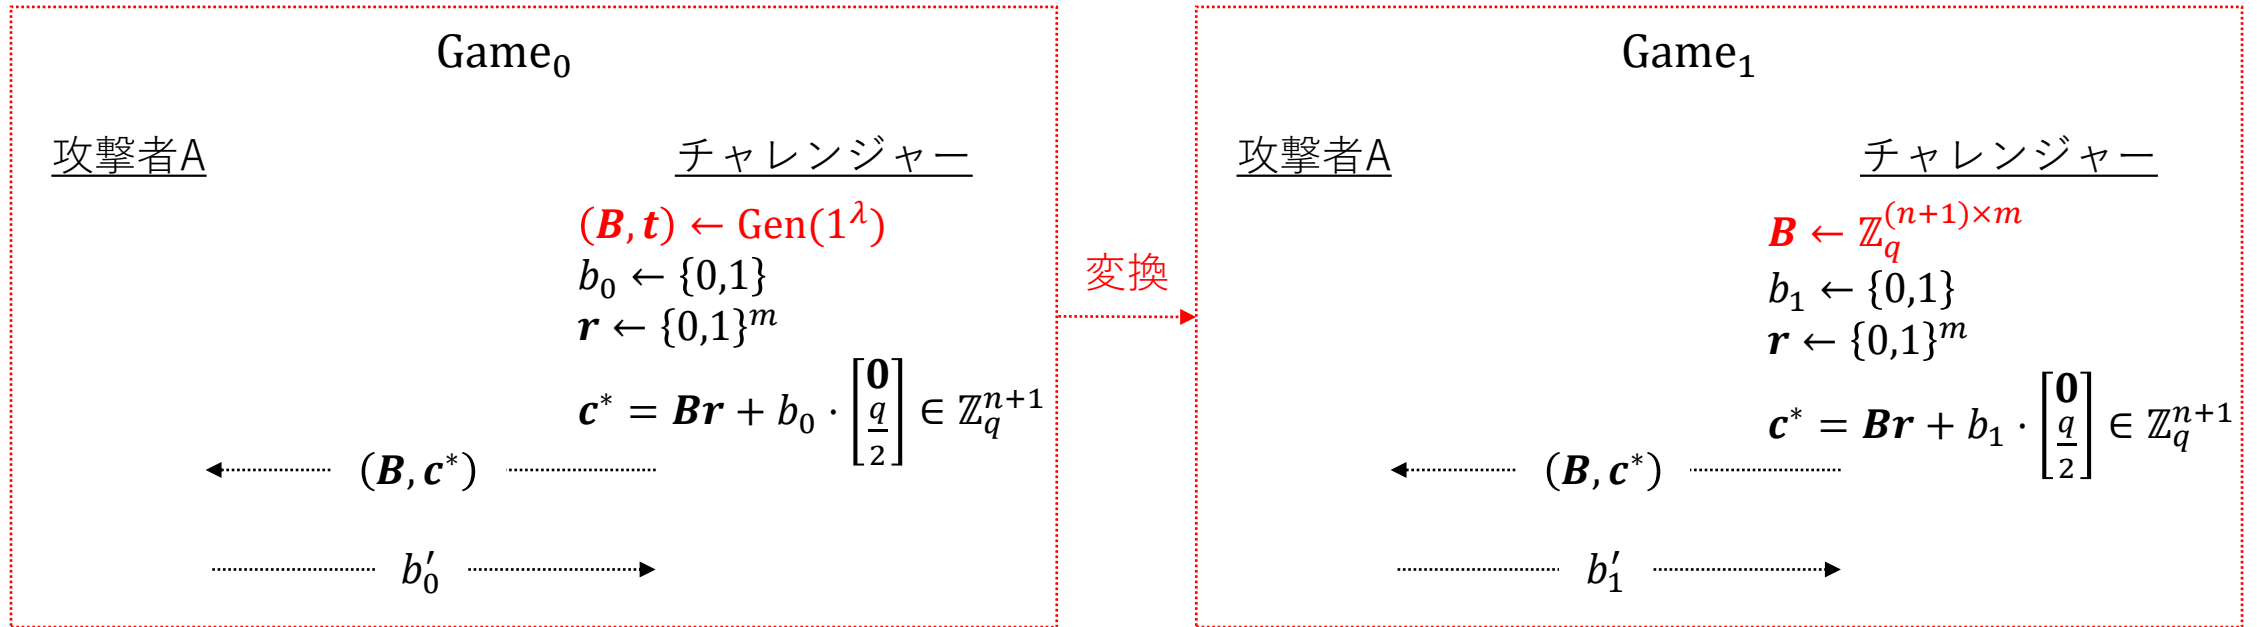 Game₀
攻撃者A
チャレンジャー
(B, t) ← Gen(1^λ)
b₀ ← {0,1}
r ← {0,1}^m
c* = Br + b₀ · [0 q/2] ∈ ℤ_q^{n+1}
(B, c*)
b′₀
変換
Game₁
攻撃者A
チャレンジャー
B ← ℤ_q^{(n+1)×m}
b₁ ← {0,1}
r ← {0,1}^m
c* = Br + b₁ · [0 q/2] ∈ ℤ_q^{n+1}
(B, c*)
b′₁